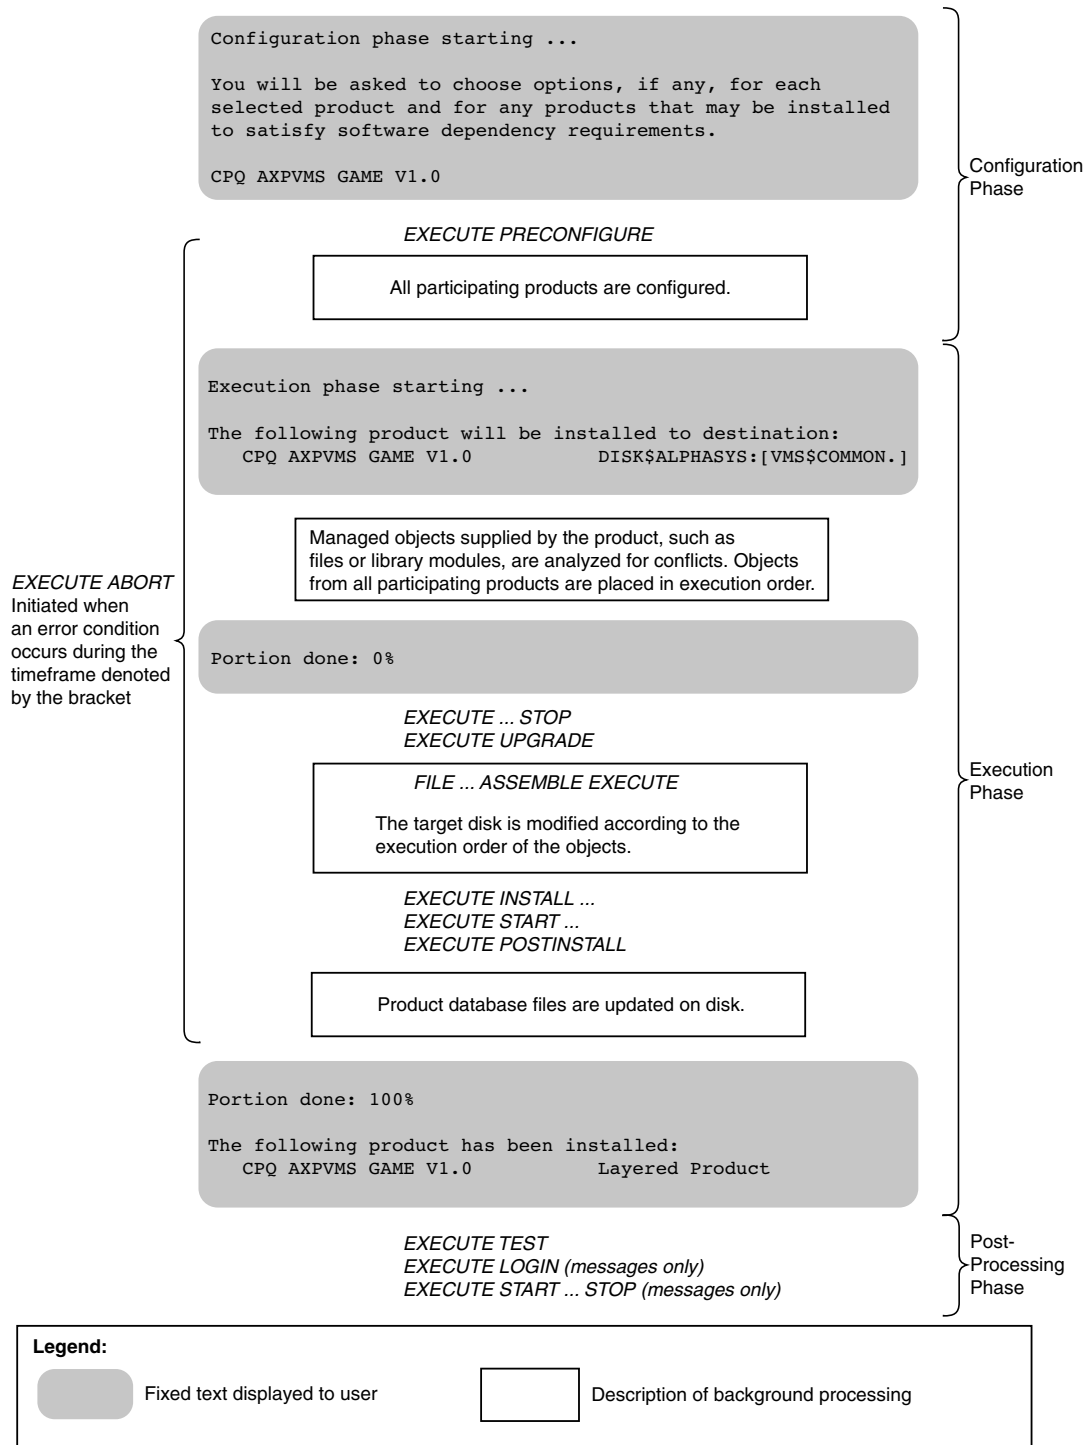 Configuration phase starting ...
You will be asked to choose options, if any, for each
selected product and for any products that may be installed
to satisfy software dependency requirements.
CPQ AXPVMS GAME V1.0
Configuration
Phase
EXECUTE PRECONFIGURE
All participating products are configured.
Execution phase starting ...
The following product will be installed to destination:
CPQ AXPVMS GAME V1.0 DISK$ALPHASYS:[VMS$COMMON.]
Managed objects supplied by the product, such as
files or library modules, are analyzed for conflicts. Objects
from all participating products are placed in execution order.
EXECUTE ABORT
Initiated when
an error condition
occurs during the
timeframe denoted
by the bracket
Portion done: 0%
EXECUTE ... STOP
EXECUTE UPGRADE
FILE ... ASSEMBLE EXECUTE
The target disk is modified according to the
execution order of the objects.
Execution
Phase
EXECUTE INSTALL ...
EXECUTE START ...
EXECUTE POSTINSTALL
Product database files are updated on disk.
Portion done: 100%
The following product has been installed:
CPQ AXPVMS GAME V1.0 Layered Product
EXECUTE TEST
EXECUTE LOGIN (messages only)
EXECUTE START ... STOP (messages only)
Post-
Processing
Phase
Legend:
Fixed text displayed to user
Description of background processing